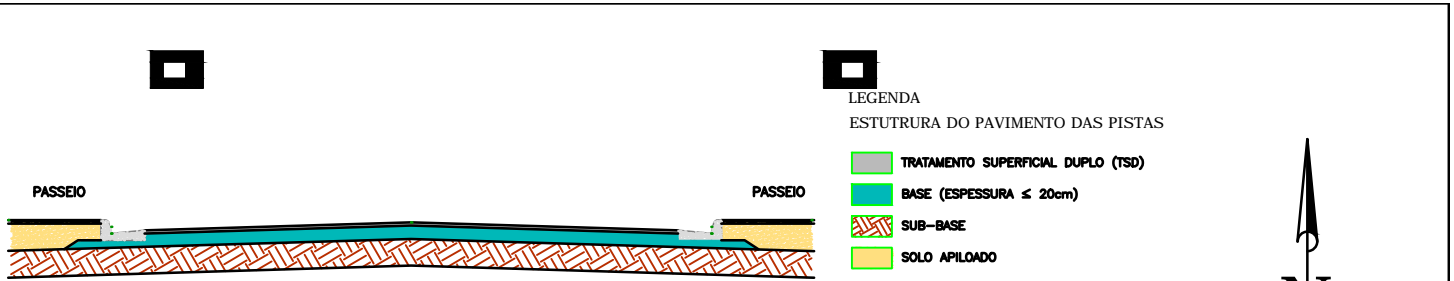 LEGENDA
ESTUTRURA DO PAVIMENTO DAS PISTAS
TRATAMENTO SUPERFICIAL DUPLO (TSD)
PASSEIO
PASSEIO
BASE (ESPESSURA ≤ 20cm)
SUB-BASE
SOLO APILOADO
N